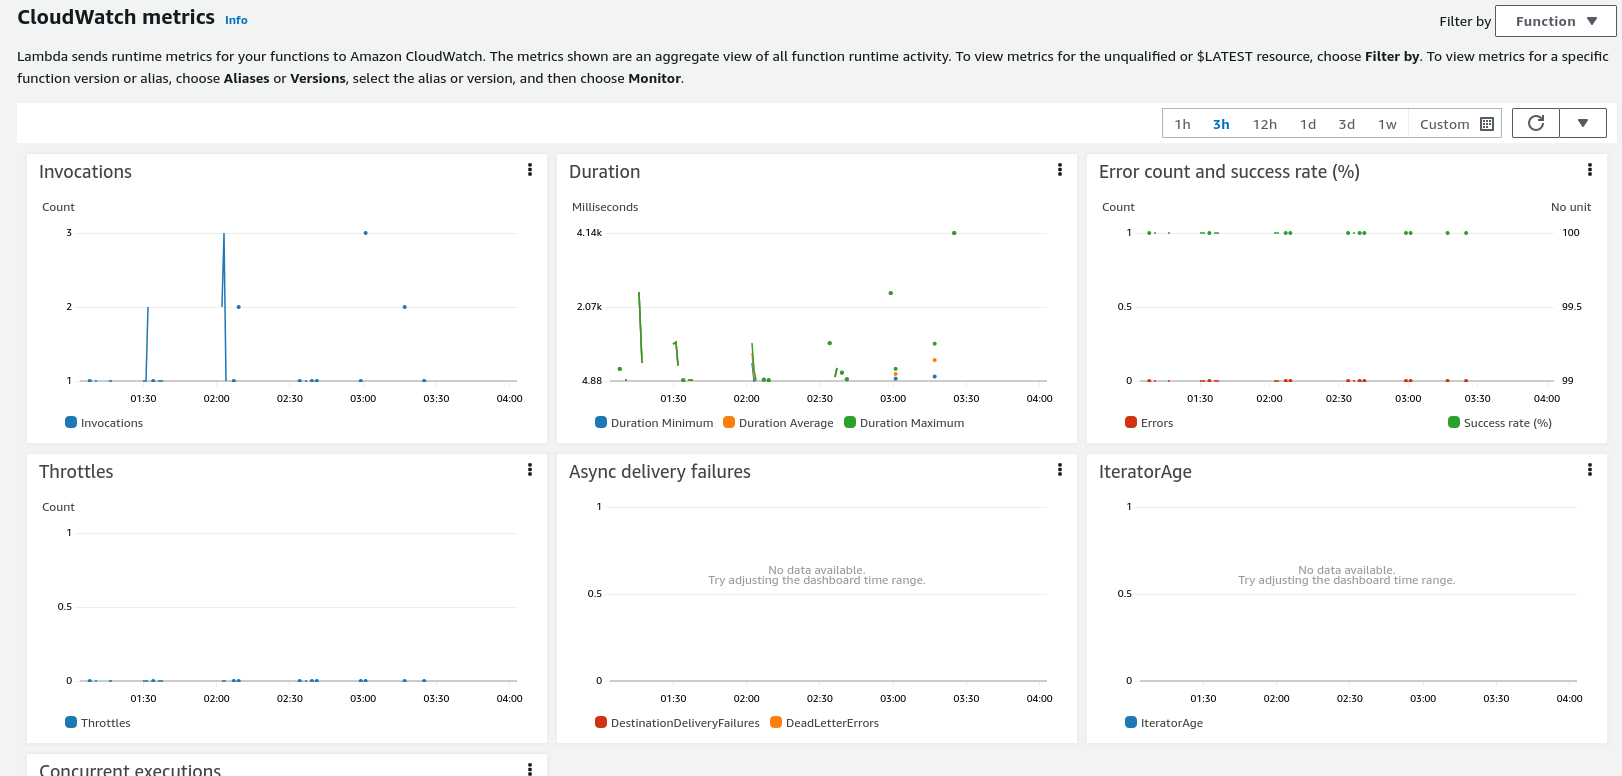 CloudWatch metrics Info
Filter by Function
Lambda sends runtime metrics for your functions to Amazon CloudWatch. The metrics shown are an aggregate view of all function runtime activity. To view metrics for the unqualified or $LATEST resource, choose Filter by. To view metrics for a specific
function version or alias, choose Aliases or Versions, select the alias or version, and then choose Monitor.
1h 3h 12h 1d 3d 1w Custom
Invocations
Count
3
2
1
01:30 02:00 02:30 03:00 03:30 04:00
Invocations
Duration
Milliseconds
4.14k
2.07k
4.88
01:30 02:00 02:30 03:00 03:30 04:00
Duration Minimum Duration Average Duration Maximum
Error count and success rate (%)
Count No unit
1 100
0.5 99.5
0 99
01:30 02:00 02:30 03:00 03:30 04:00
Errors Success rate (%)
Throttles
Count
1
0.5
0
01:30 02:00 02:30 03:00 03:30 04:00
Throttles
Async delivery failures
1
No data available.
Try adjusting the dashboard time range.
0.5
0
01:30 02:00 02:30 03:00 03:30 04:00
DestinationDeliveryFailures DeadLetterErrors
IteratorAge
1
No data available.
Try adjusting the dashboard time range.
0.5
0
01:30 02:00 02:30 03:00 03:30 04:00
IteratorAge
Concurrent executions